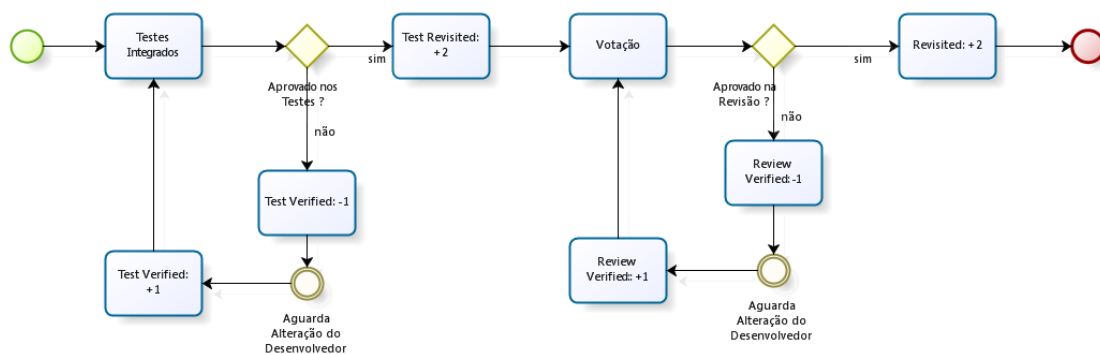 Testes
Integrados
Aprovado nos
Testes ?
sim
não
Test Revisited:
+2
Votação
Aprovado na
Revisão ?
sim
não
Revisited: +2
Test Verified: -1
Test Verified:
+1
Aguarda
Alteração do
Desenvolvedor
Review
Verified:-1
Review
Verified:: +1
Aguarda
Alteração do
Desenvolvedor